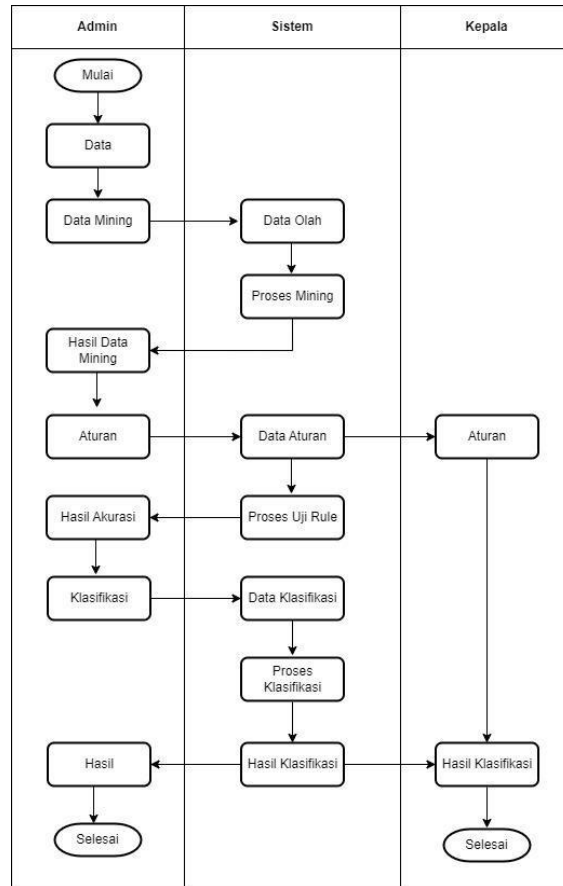 Admin
Sistem
Kepala
Mulai
Data
Data Mining
Data Olah
Proses Mining
Hasil Data
Mining
Aturan
Data Aturan
Aturan
Hasil Akurasi
Proses Uji Rule
Klasifikasi
Data Klasifikasi
Proses
Klasifikasi
Hasil
Hasil Klasifikasi
Hasil Klasifikasi
Selesai
Selesai